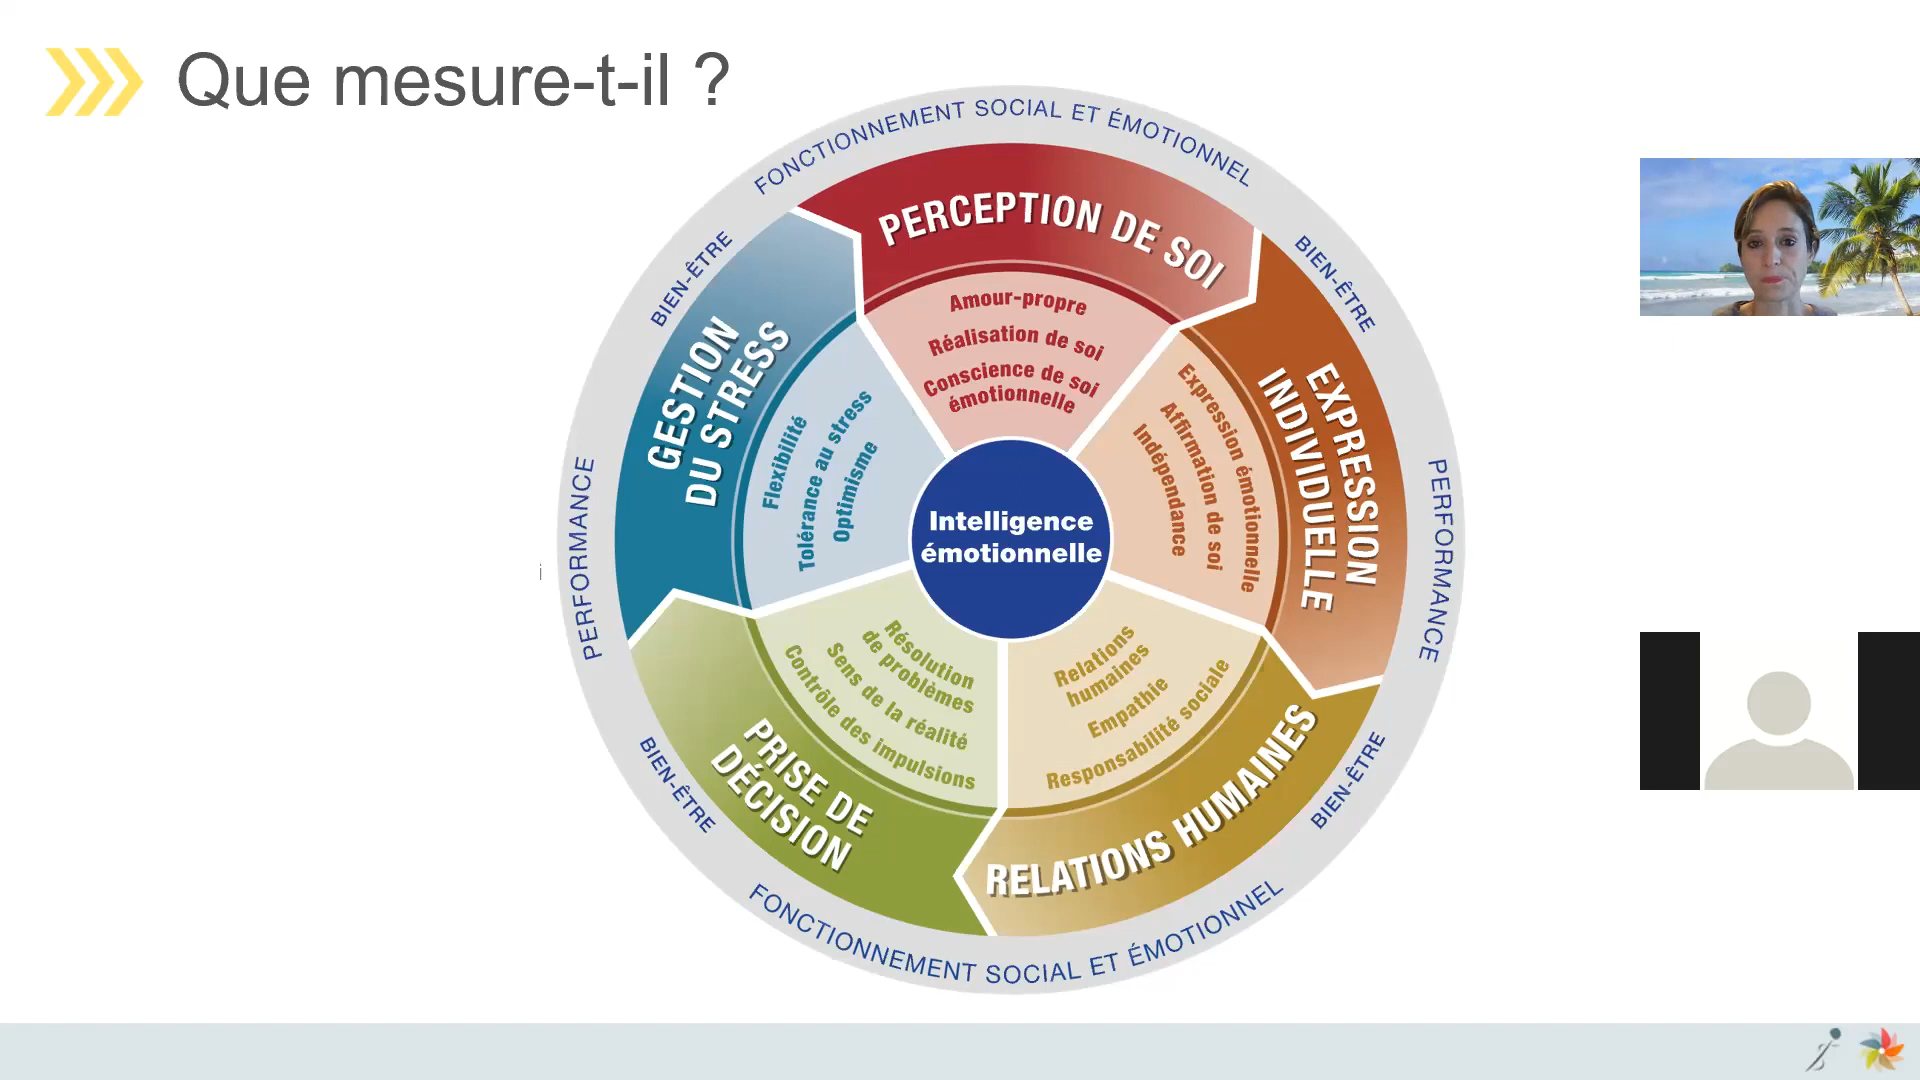 Que mesure-t-il ?
FONCTIONNEMENT SOCIAL ET ÉMOTIONNEL
BIEN-ÊTRE
BIEN-ÊTRE
PERFORMANCE
PERFORMANCE
BIEN-ÊTRE
BIEN-ÊTRE
FONCTIONNEMENT SOCIAL ET ÉMOTIONNEL
PERCEPTION DE SOI
Amour-propre
Réalisation de soi
Conscience de soi
émotionnelle
EXPRESSION
INDIVIDUELLE
Expression émotionnelle
Affirmation de soi
Indépendance
RELATIONS HUMAINES
Relations
humaines
Empathie
Responsabilité sociale
PRISE DE
DÉCISION
Résolution
de problèmes
Sens de la réalité
Contrôle des impulsions
GESTION
DU STRESS
Flexibilité
Tolérance au stress
Optimisme
Intelligence
émotionnelle
i